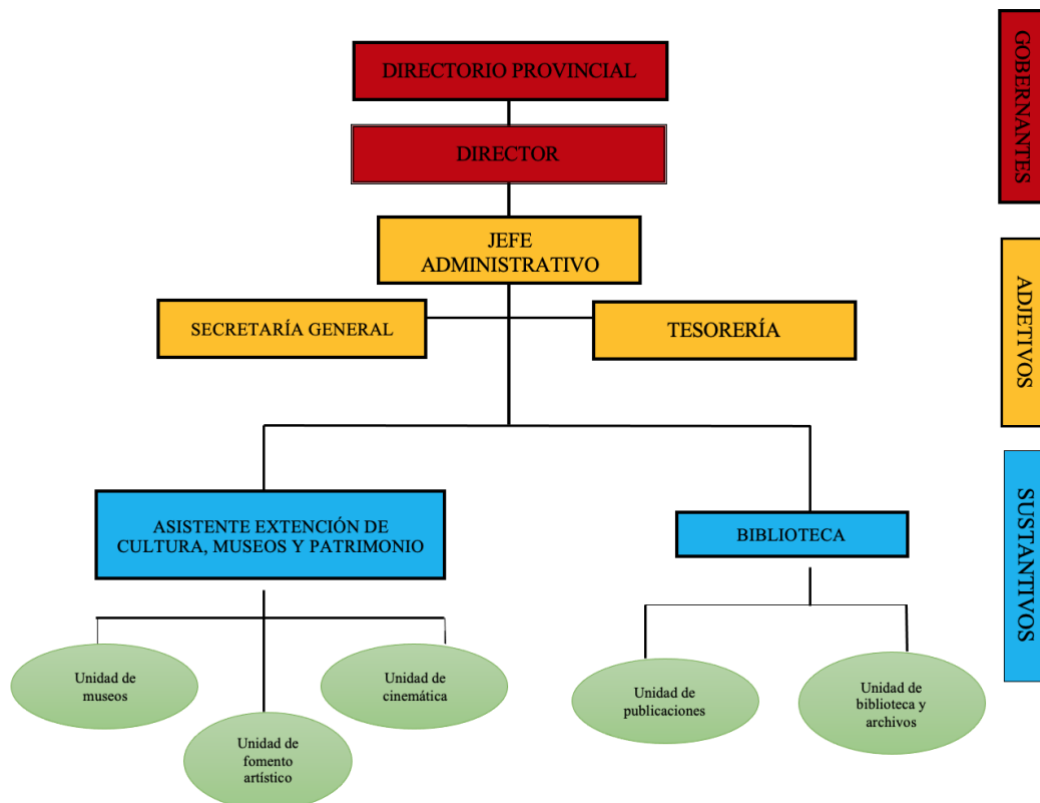 DIRECTORIO PROVINCIAL
DIRECTOR
JEFE
ADMINISTRATIVO
SECRETARÍA GENERAL
TESORERÍA
ASISTENTE EXTENCIÓN DE
CULTURA, MUSEOS Y PATRIMONIO
BIBLIOTECA
Unidad de
museos
Unidad de
fomento
artístico
Unidad de
cinemática
Unidad de
publicaciones
Unidad de
biblioteca y
archivos
GOBERNANTES
ADJETIVOS
SUSTANTIVOS